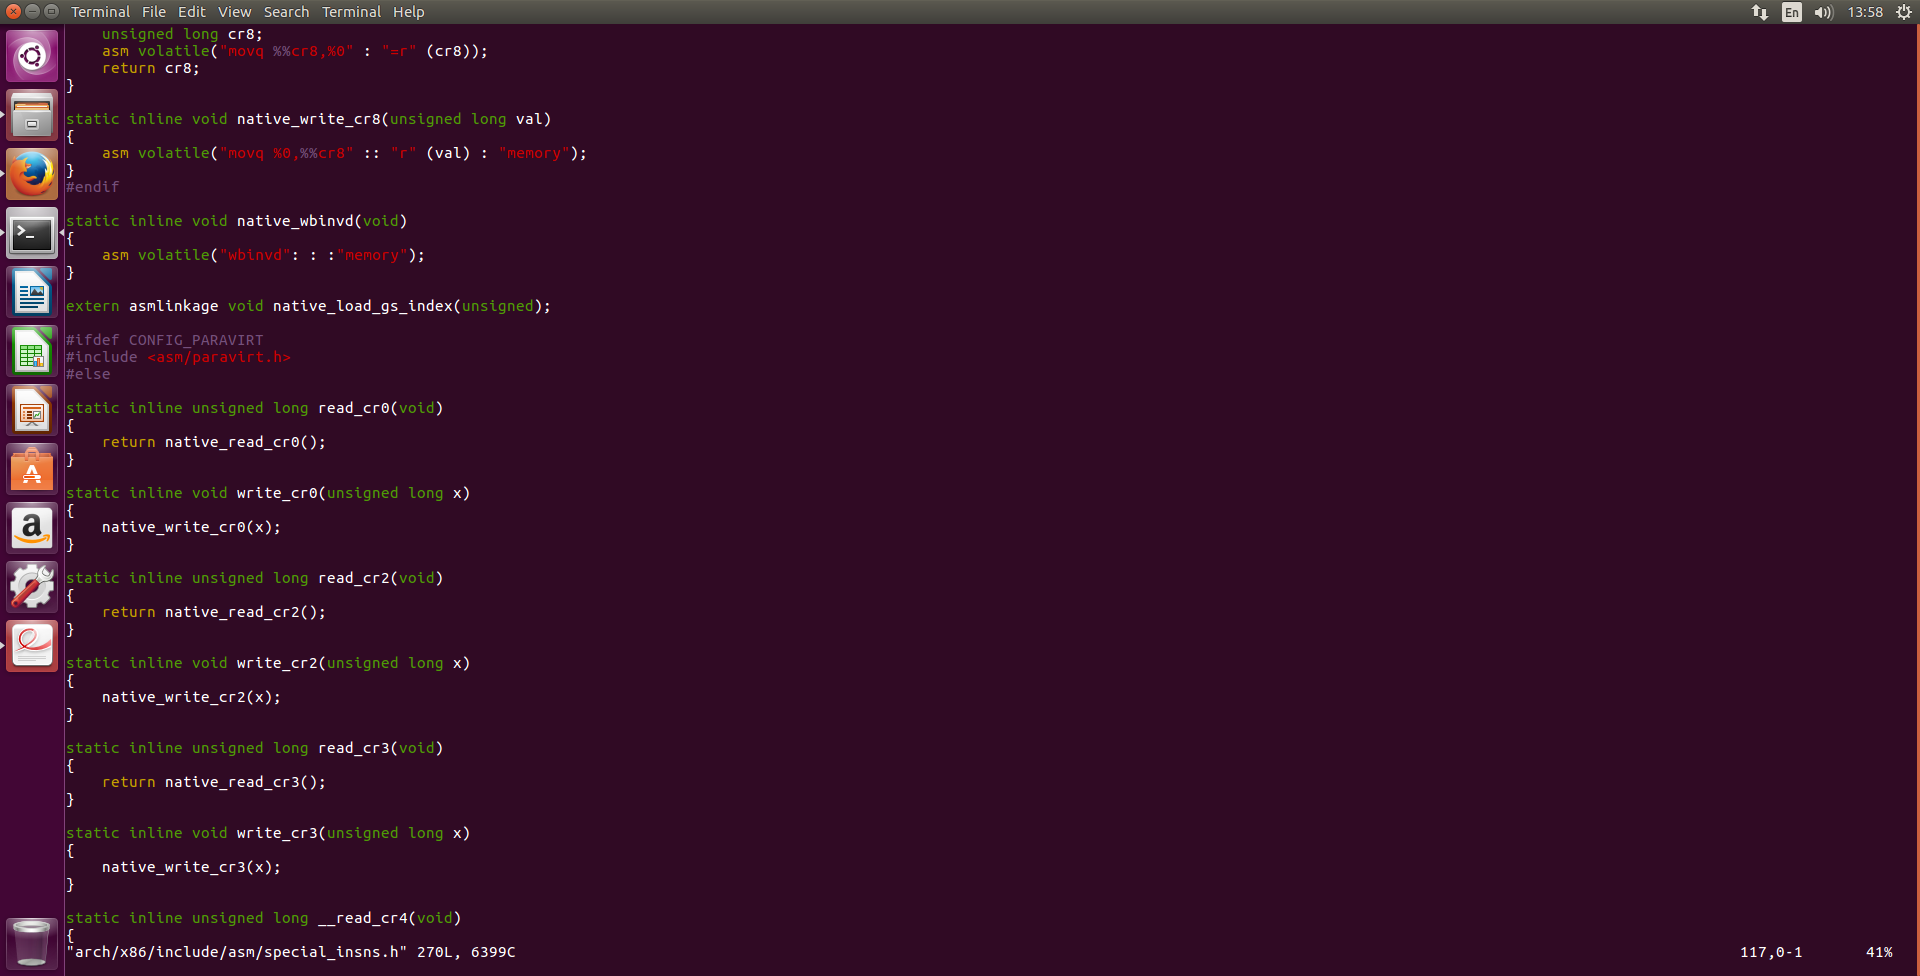 Terminal File Edit View Search Terminal Help En 13:58
    unsigned long cr8;
    asm volatile("movq %%cr8,%0" : "=r" (cr8));
    return cr8;
}
static inline void native_write_cr8(unsigned long val)
{
    asm volatile("movq %0,%%cr8" :: "r" (val) : "memory");
}
#endif
static inline void native_wbinvd(void)
{
    asm volatile("wbinvd": : :"memory");
}
extern asmlinkage void native_load_gs_index(unsigned);
#ifdef CONFIG_PARAVIRT
#include <asm/paravirt.h>
#else
static inline unsigned long read_cr0(void)
{
    return native_read_cr0();
}
static inline void write_cr0(unsigned long x)
{
    native_write_cr0(x);
}
static inline unsigned long read_cr2(void)
{
    return native_read_cr2();
}
static inline void write_cr2(unsigned long x)
{
    native_write_cr2(x);
}
static inline unsigned long read_cr3(void)
{
    return native_read_cr3();
}
static inline void write_cr3(unsigned long x)
{
    native_write_cr3(x);
}
static inline unsigned long __read_cr4(void)
{
"arch/x86/include/asm/special_insns.h" 270L, 6399C 117,0-1 41%